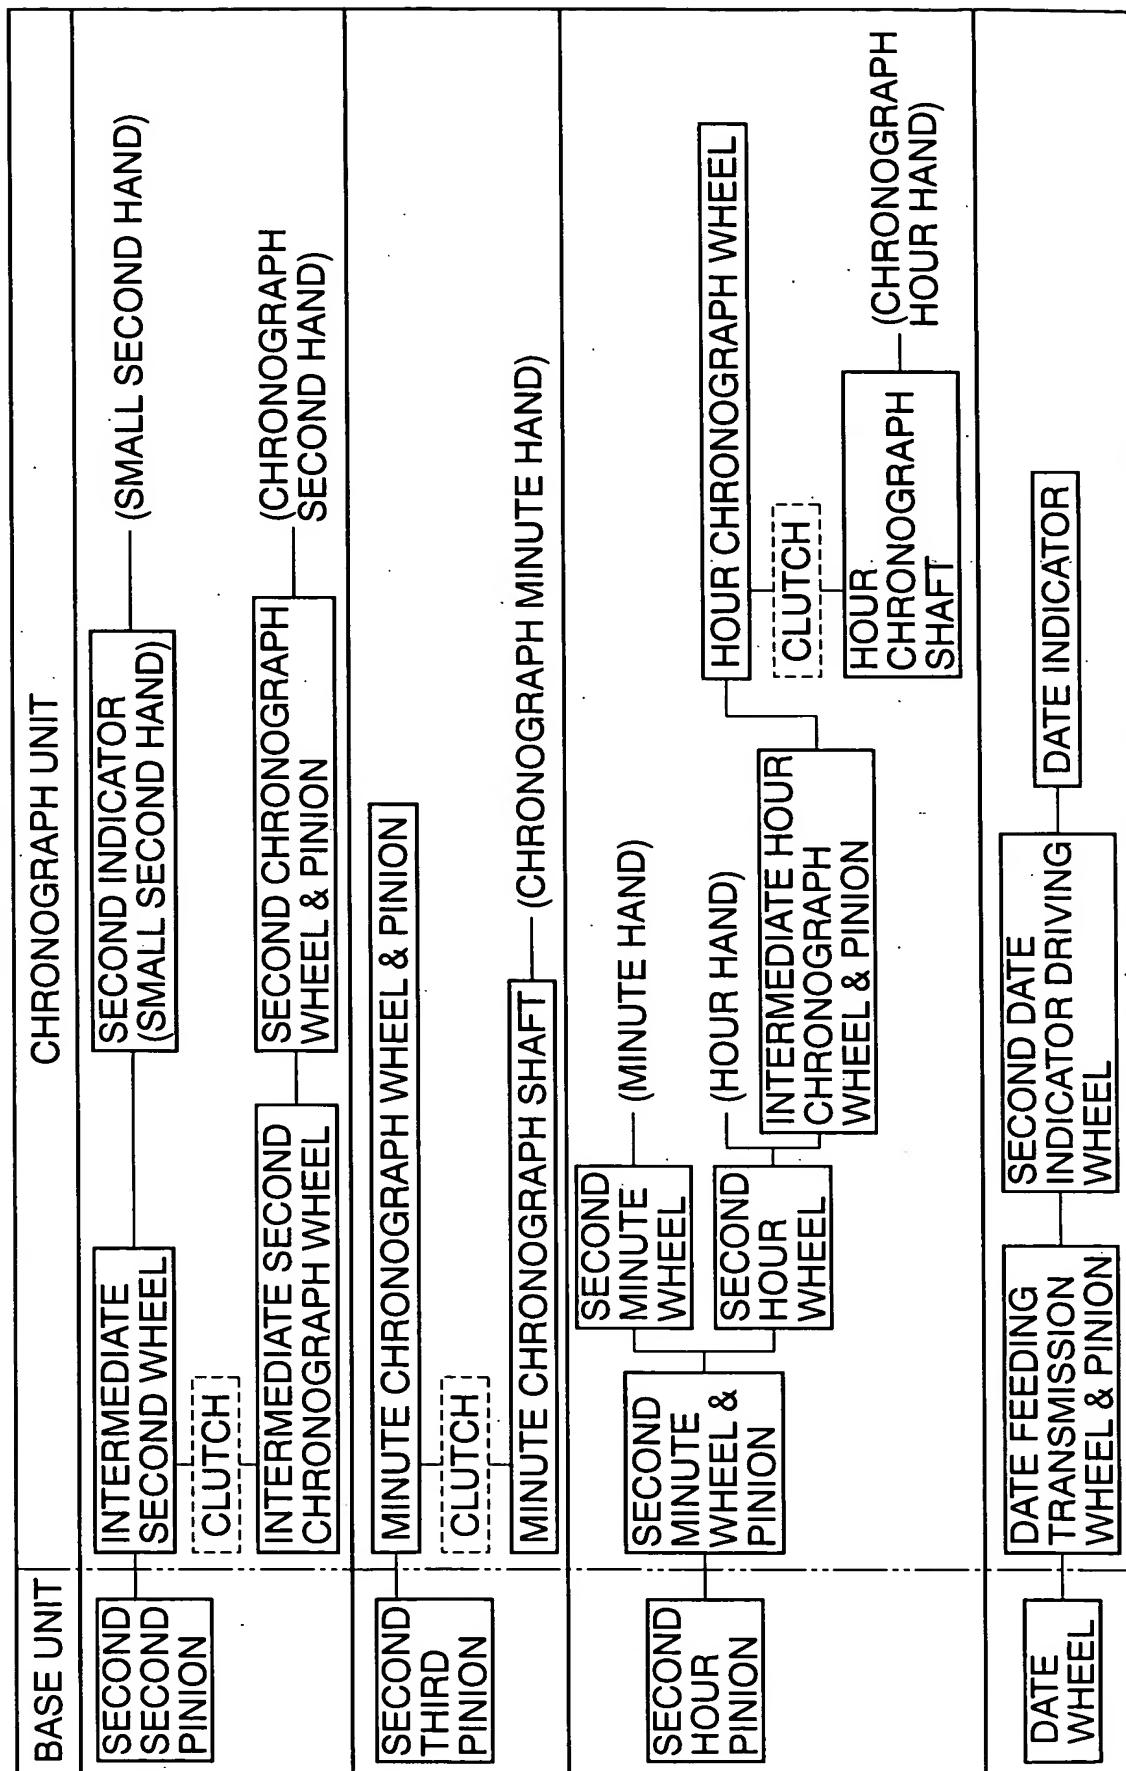 BASE UNIT
CHRONOGRAPH UNIT
SECOND
SECOND
PINION
INTERMEDIATE
SECOND WHEEL
SECOND INDICATOR
(SMALL SECOND HAND)
(SMALL SECOND HAND)
CLUTCH
INTERMEDIATE SECOND
CHRONOGRAPH WHEEL
SECOND CHRONOGRAPH
WHEEL & PINION
(CHRONOGRAPH
SECOND HAND)
SECOND
THIRD
PINION
MINUTE CHRONOGRAPH WHEEL & PINION
CLUTCH
MINUTE CHRONOGRAPH SHAFT
(CHRONOGRAPH MINUTE HAND)
SECOND
HOUR
PINION
SECOND
MINUTE
WHEEL &
PINION
SECOND
MINUTE
WHEEL
(MINUTE HAND)
SECOND
HOUR
WHEEL
(HOUR HAND)
INTERMEDIATE HOUR
CHRONOGRAPH
WHEEL & PINION
HOUR CHRONOGRAPH WHEEL
CLUTCH
HOUR
CHRONOGRAPH
SHAFT
(CHRONOGRAPH
HOUR HAND)
DATE
WHEEL
DATE FEEDING
TRANSMISSION
WHEEL & PINION
SECOND DATE
INDICATOR DRIVING
WHEEL
DATE INDICATOR